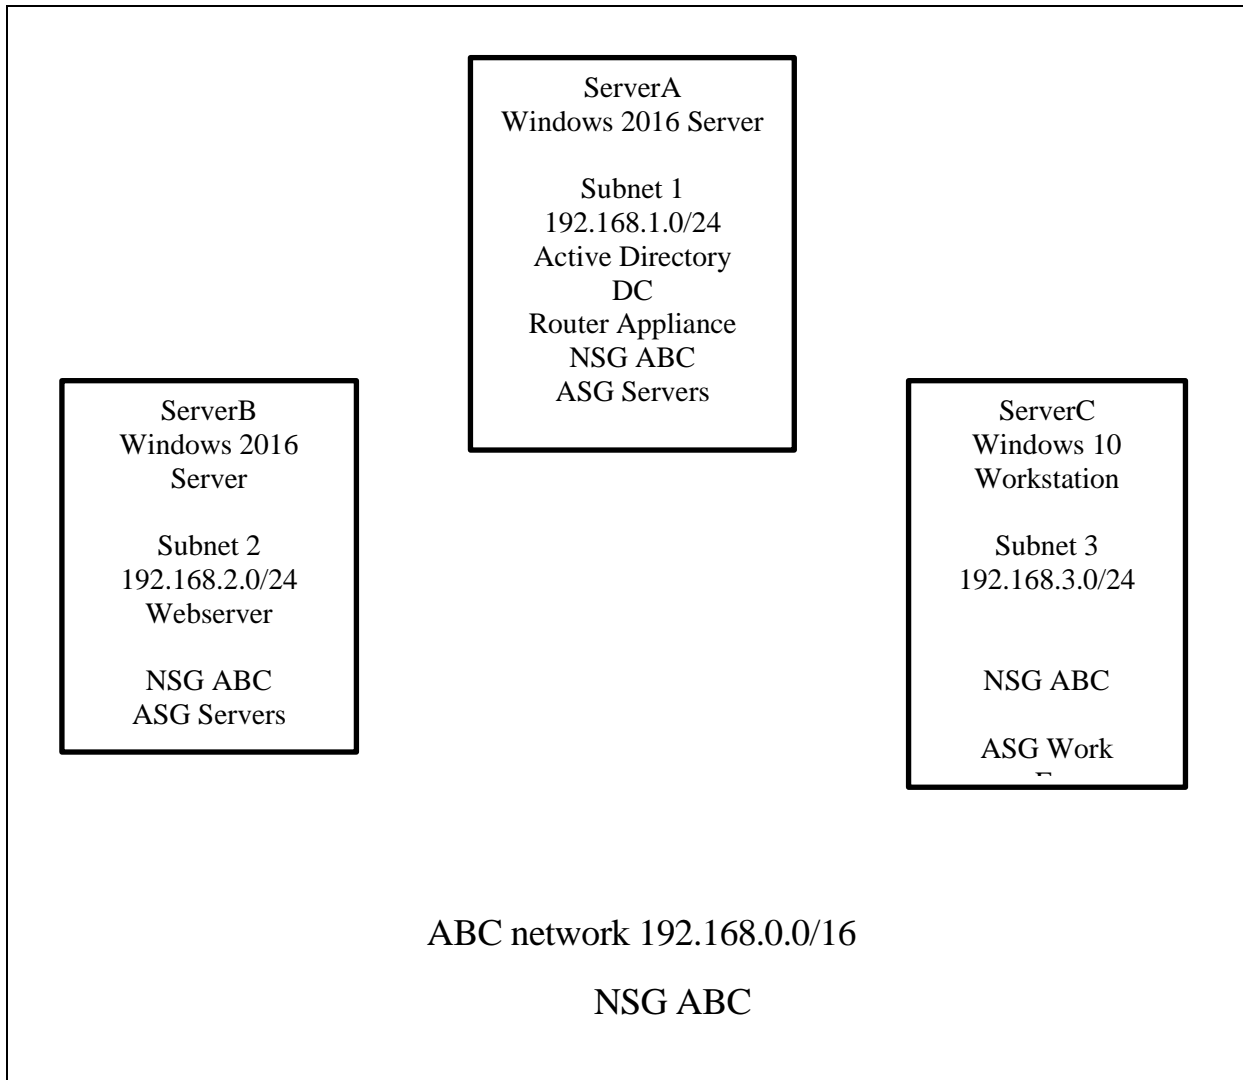 ServerA
Windows 2016 Server
Subnet 1
192.168.1.0/24
Active Directory
DC
Router Appliance
NSG ABC
ASG Servers
ServerB
Windows 2016
Server
Subnet 2
192.168.2.0/24
Webserver
NSG ABC
ASG Servers
ServerC
Windows 10
Workstation
Subnet 3
192.168.3.0/24
NSG ABC
ASG Work
ABC network 192.168.0.0/16
NSG ABC